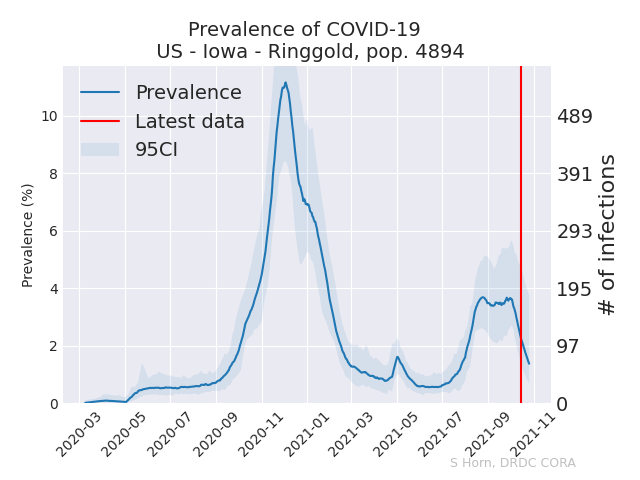 Prevalence of COVID-19
US - Iowa - Ringgold, pop. 4894
Prevalence
Latest data
95CI
Prevalence (%)
10
8
6
4
2
0
489
391
293
195
97
0
# of infections
2020-03
2020-05
2020-07
2020-09
2020-11
2021-01
2021-03
2021-05
2021-07
2021-09
2021-11
S Horn, DRDC CORA